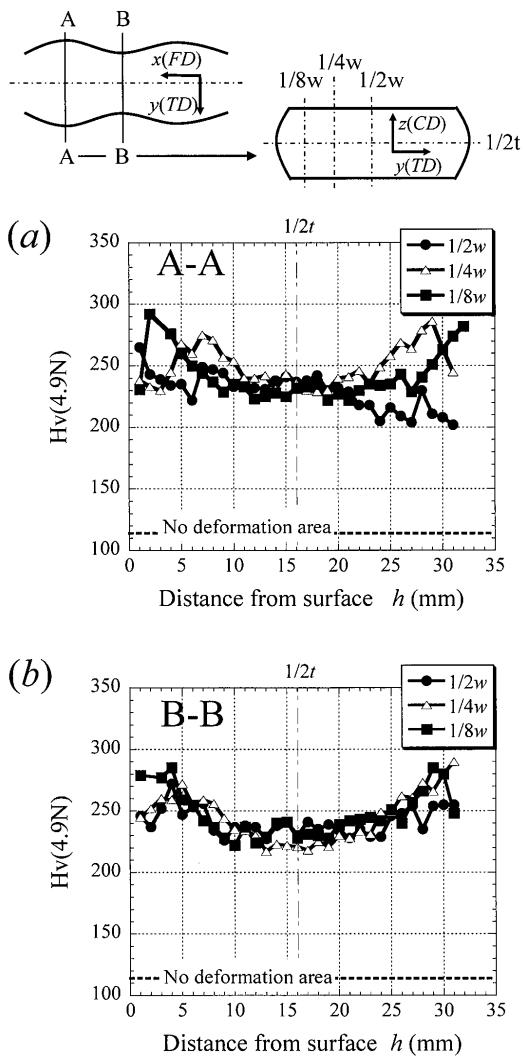 A B
x(FD)
y(TD)
A B
1/4w
1/8w 1/2w
z(CD)
1/2t
y(TD)
(a)
1/2t
A-A
1/2w
1/4w
1/8w
350
300
250
200
150
100
Hv(4.9N)
No deformation area
0 5 10 15 20 25 30 35
Distance from surface h (mm)
(b)
1/2t
B-B
1/2w
1/4w
1/8w
350
300
250
200
150
100
Hv(4.9N)
No deformation area
0 5 10 15 20 25 30 35
Distance from surface h (mm)